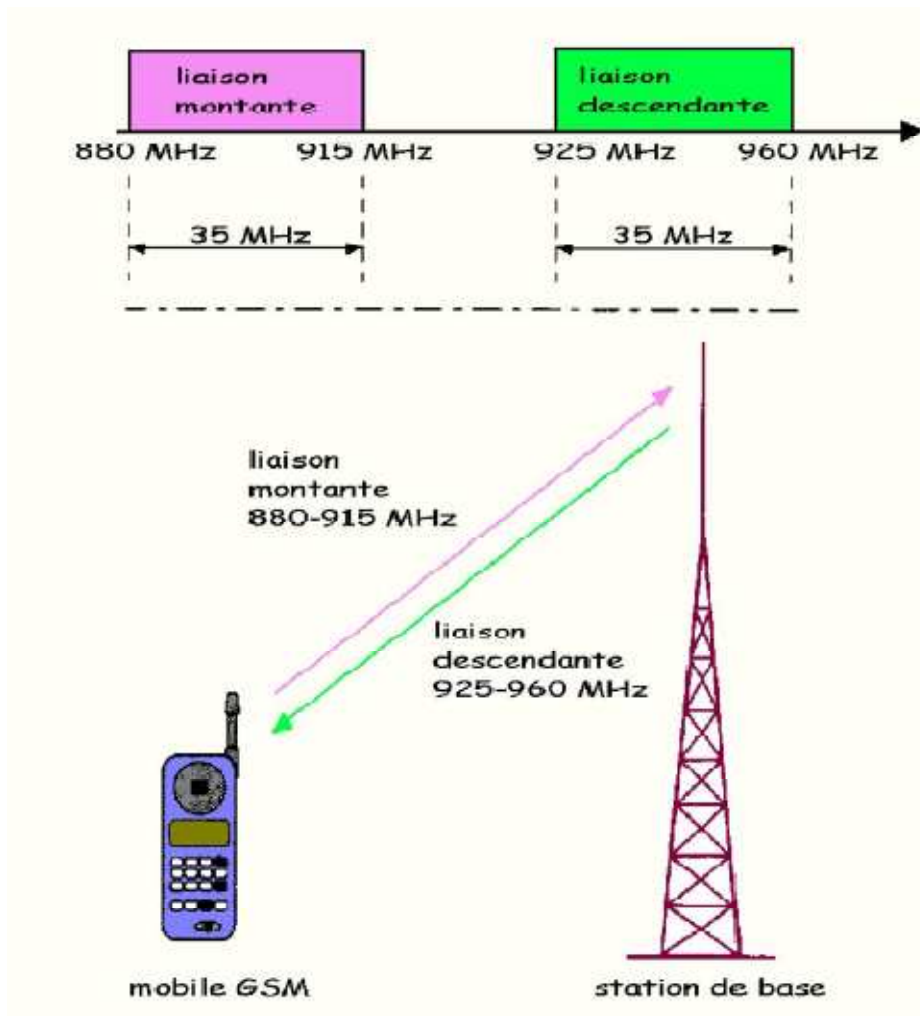 liaison
montante
liaison
descendante
880 MHz 915 MHz 925 MHz 960 MHz
35 MHz 35 MHz
liaison
montante
880-915 MHz
liaison
descendante
925-960 MHz
mobile GSM
station de base